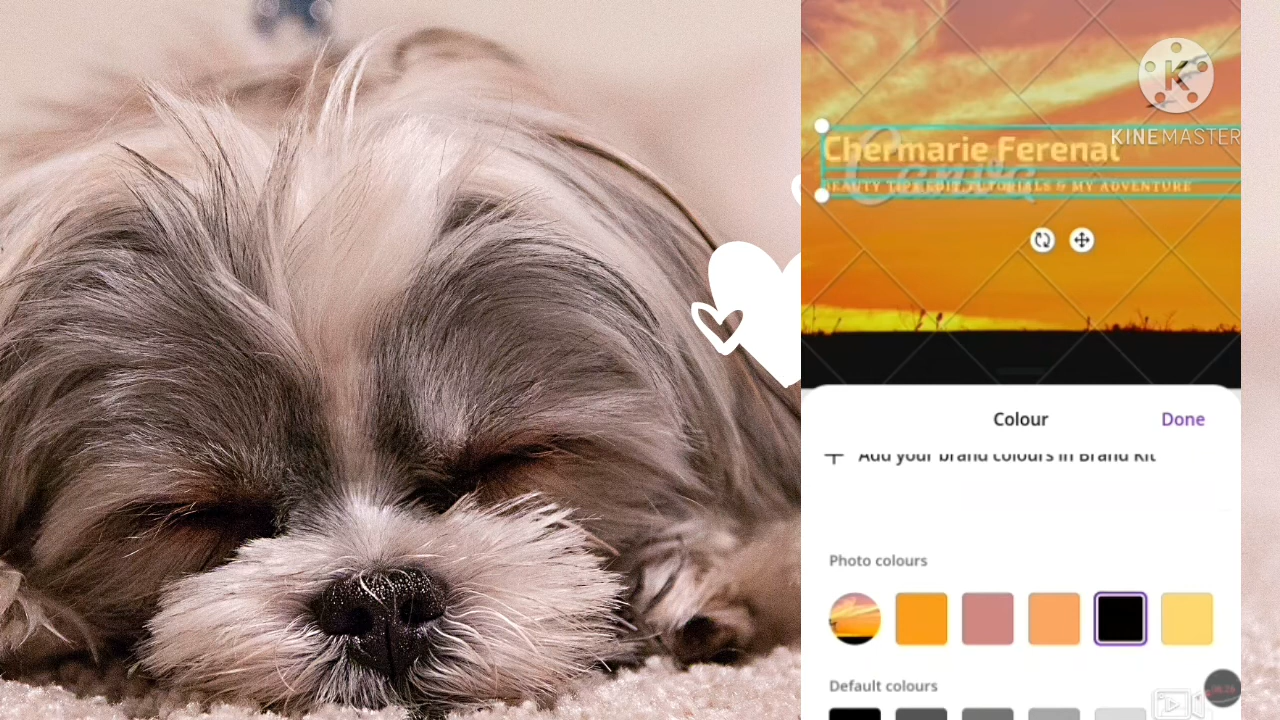 K
KINEMASTER
Chermarie Ferenal
Canva
BEAUTY TIPS EDIT TUTORIALS & MY ADVENTURE
Colour
Done
Add your brand colours in Brand Kit
Photo colours
Default colours